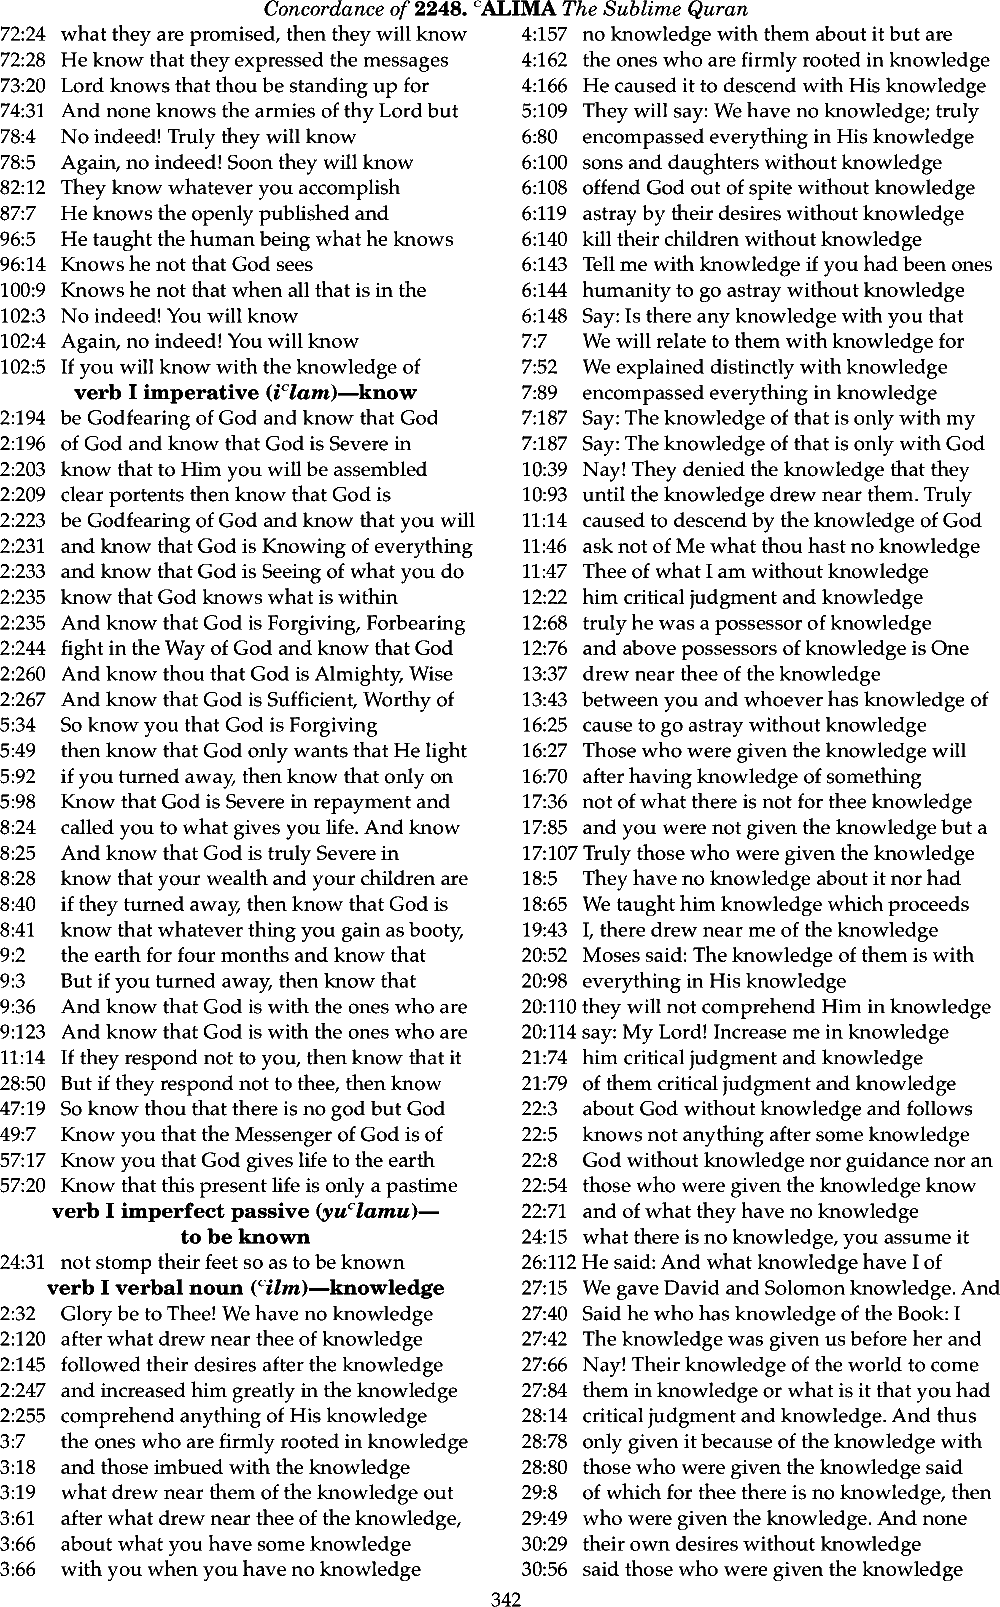 Concordance of 2248. ᶜALIMA The Sublime Quran
72:24 what they are promised, then they will know
72:28 He know that they expressed the messages
73:20 Lord knows that thou be standing up for
74:31 And none knows the armies of thy Lord but
78:4 No indeed! Truly they will know
78:5 Again, no indeed! Soon they will know
82:12 They know whatever you accomplish
87:7 He knows the openly published and
96:5 He taught the human being what he knows
96:14 Knows he not that God sees
100:9 Knows he not that when all that is in the
102:3 No indeed! You will know
102:4 Again, no indeed! You will know
102:5 If you will know with the knowledge of
verb I imperative (iᶜlam)—know
2:194 be Godfearing of God and know that God
2:196 of God and know that God is Severe in
2:203 know that to Him you will be assembled
2:209 clear portents then know that God is
2:223 be Godfearing of God and know that you will
2:231 and know that God is Knowing of everything
2:233 and know that God is Seeing of what you do
2:235 know that God knows what is within
2:235 And know that God is Forgiving, Forbearing
2:244 fight in the Way of God and know that God
2:260 And know thou that God is Almighty, Wise
2:267 And know that God is Sufficient, Worthy of
5:34 So know you that God is Forgiving
5:49 then know that God only wants that He light
5:92 if you turned away, then know that only on
5:98 Know that God is Severe in repayment and
8:24 called you to what gives you life. And know
8:25 And know that God is truly Severe in
8:28 know that your wealth and your children are
8:40 if they turned away, then know that God is
8:41 know that whatever thing you gain as booty,
9:2 the earth for four months and know that
9:3 But if you turned away, then know that
9:36 And know that God is with the ones who are
9:123 And know that God is with the ones who are
11:14 If they respond not to you, then know that it
28:50 But if they respond not to thee, then know
47:19 So know thou that there is no god but God
49:7 Know you that the Messenger of God is of
57:17 Know you that God gives life to the earth
57:20 Know that this present life is only a pastime
verb I imperfect passive (yuᶜlamu)—
to be known
24:31 not stomp their feet so as to be known
verb I verbal noun (ᶜilm)—knowledge
2:32 Glory be to Thee! We have no knowledge
2:120 after what drew near thee of knowledge
2:145 followed their desires after the knowledge
2:247 and increased him greatly in the knowledge
2:255 comprehend anything of His knowledge
3:7 the ones who are firmly rooted in knowledge
3:18 and those imbued with the knowledge
3:19 what drew near them of the knowledge out
3:61 after what drew near thee of the knowledge,
3:66 about what you have some knowledge
3:66 with you when you have no knowledge
4:157 no knowledge with them about it but are
4:162 the ones who are firmly rooted in knowledge
4:166 He caused it to descend with His knowledge
5:109 They will say: We have no knowledge; truly
6:80 encompassed everything in His knowledge
6:100 sons and daughters without knowledge
6:108 offend God out of spite without knowledge
6:119 astray by their desires without knowledge
6:140 kill their children without knowledge
6:143 Tell me with knowledge if you had been ones
6:144 humanity to go astray without knowledge
6:148 Say: Is there any knowledge with you that
7:7 We will relate to them with knowledge for
7:52 We explained distinctly with knowledge
7:89 encompassed everything in knowledge
7:187 Say: The knowledge of that is only with my
7:187 Say: The knowledge of that is only with God
10:39 Nay! They denied the knowledge that they
10:93 until the knowledge drew near them. Truly
11:14 caused to descend by the knowledge of God
11:46 ask not of Me what thou hast no knowledge
11:47 Thee of what I am without knowledge
12:22 him critical judgment and knowledge
12:68 truly he was a possessor of knowledge
12:76 and above possessors of knowledge is One
13:37 drew near thee of the knowledge
13:43 between you and whoever has knowledge of
16:25 cause to go astray without knowledge
16:27 Those who were given the knowledge will
16:70 after having knowledge of something
17:36 not of what there is not for thee knowledge
17:85 and you were not given the knowledge but a
17:107 Truly those who were given the knowledge
18:5 They have no knowledge about it nor had
18:65 We taught him knowledge which proceeds
19:43 I, there drew near me of the knowledge
20:52 Moses said: The knowledge of them is with
20:98 everything in His knowledge
20:110 they will not comprehend Him in knowledge
20:114 say: My Lord! Increase me in knowledge
21:74 him critical judgment and knowledge
21:79 of them critical judgment and knowledge
22:3 about God without knowledge and follows
22:5 knows not anything after some knowledge
22:8 God without knowledge nor guidance nor an
22:54 those who were given the knowledge know
22:71 and of what they have no knowledge
24:15 what there is no knowledge, you assume it
26:112 He said: And what knowledge have I of
27:15 We gave David and Solomon knowledge. And
27:40 Said he who has knowledge of the Book: I
27:42 The knowledge was given us before her and
27:66 Nay! Their knowledge of the world to come
27:84 them in knowledge or what is it that you had
28:14 critical judgment and knowledge. And thus
28:78 only given it because of the knowledge with
28:80 those who were given the knowledge said
29:8 of which for thee there is no knowledge, then
29:49 who were given the knowledge. And none
30:29 their own desires without knowledge
30:56 said those who were given the knowledge
342